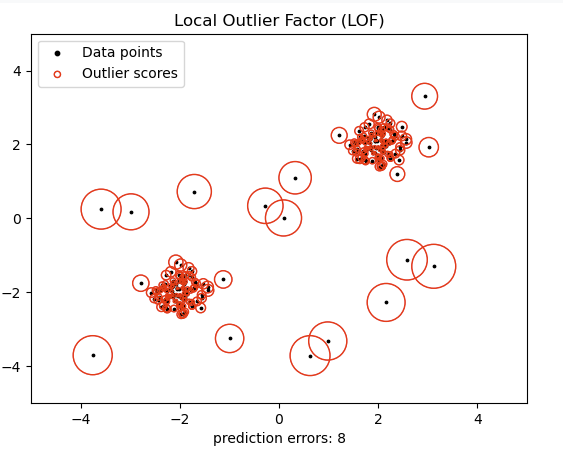 Local Outlier Factor (LOF)
Data points
Outlier scores
4
2
0
−2
−4
−4 −2 0 2 4
prediction errors: 8